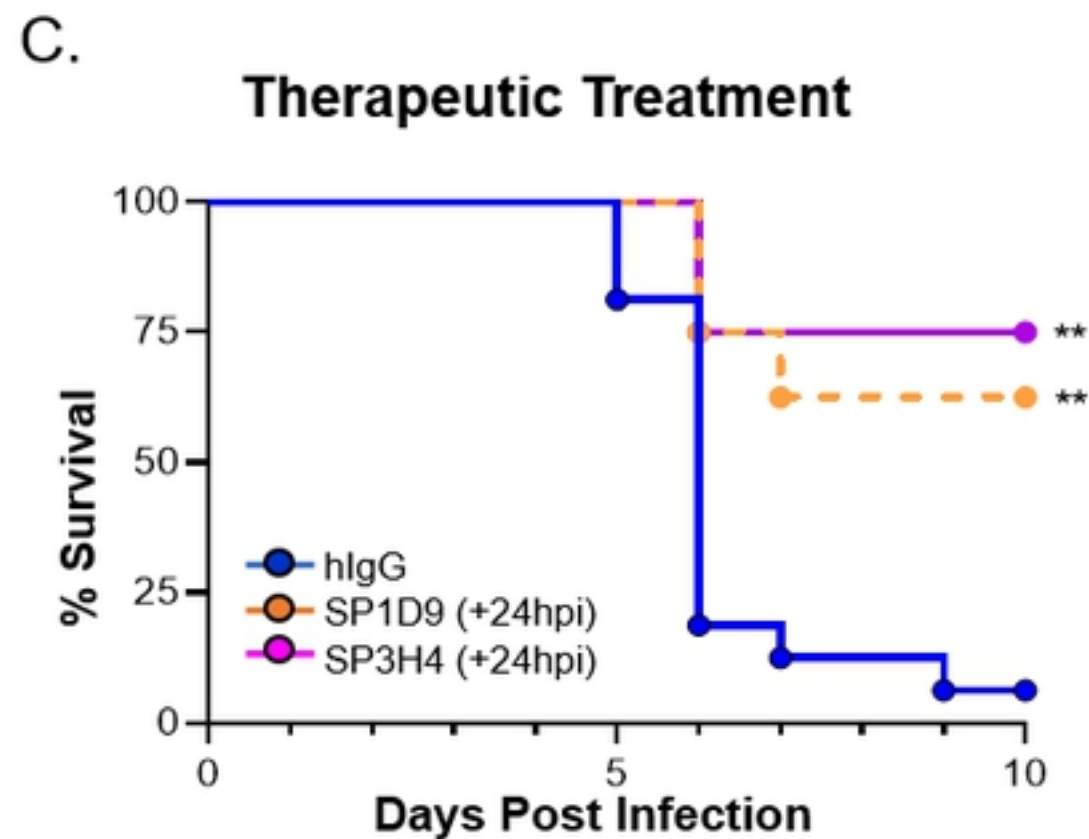 C.
Therapeutic Treatment
100
75
**
**
50
25
0
% Survival
hIgG
SP1D9 (+24hpi)
SP3H4 (+24hpi)
0
5
10
Days Post Infection